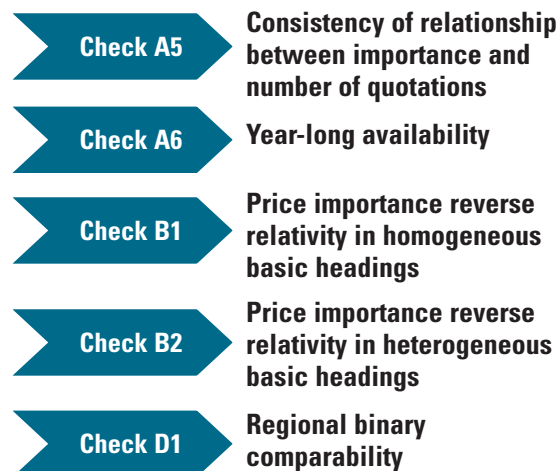 Check A5
Consistency of relationship
between importance and
number of quotations
Check A6
Year-long availability
Check B1
Price importance reverse
relativity in homogeneous
basic headings
Check B2
Price importance reverse
relativity in heterogeneous
basic headings
Check D1
Regional binary
comparability